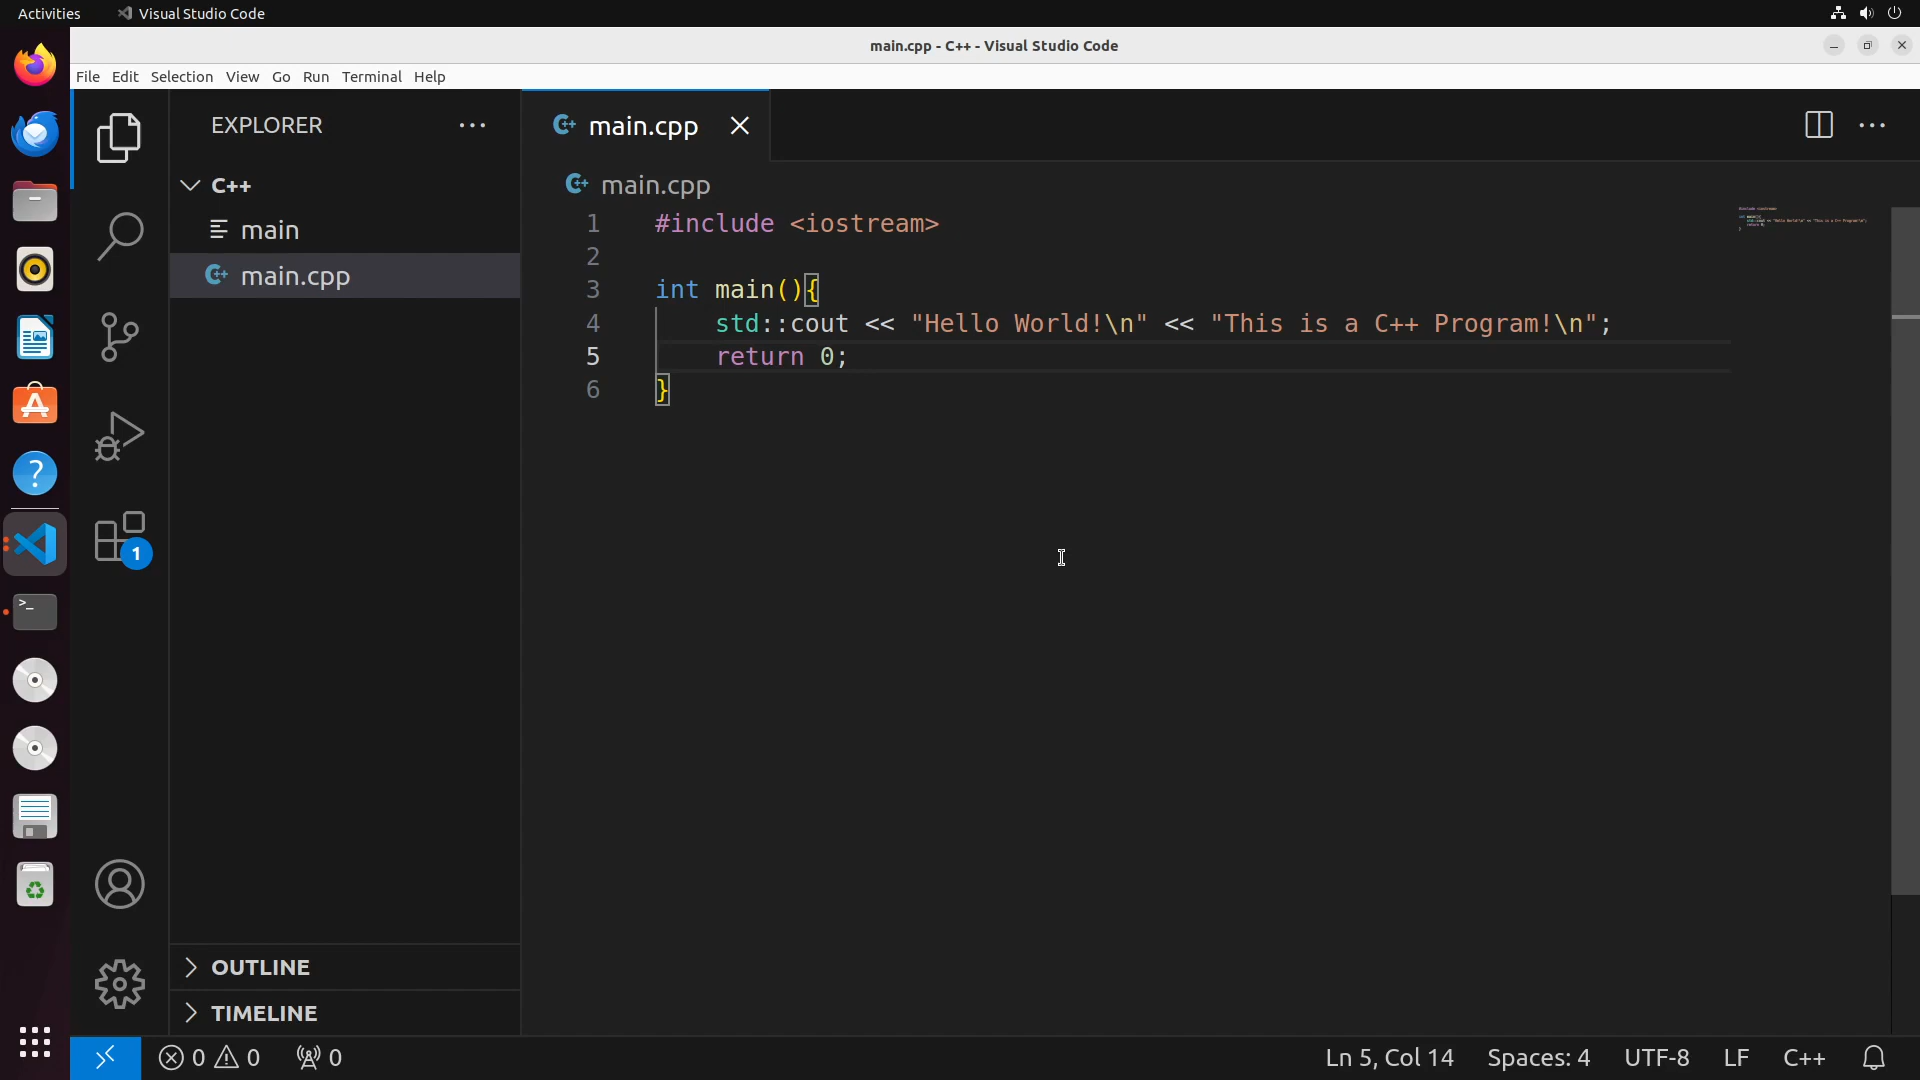 Activities Visual Studio Code
main.cpp - C++ - Visual Studio Code
File Edit Selection View Go Run Terminal Help
EXPLORER
main.cpp
C++
main
main.cpp
main.cpp
1 #include <iostream>
2
3 int main(){
4 std::cout << "Hello World!\n" << "This is a C++ Program!\n";
5 return 0;
6 }
1
OUTLINE
TIMELINE
0 0 0 Ln 5, Col 14 Spaces: 4 UTF-8 LF C++